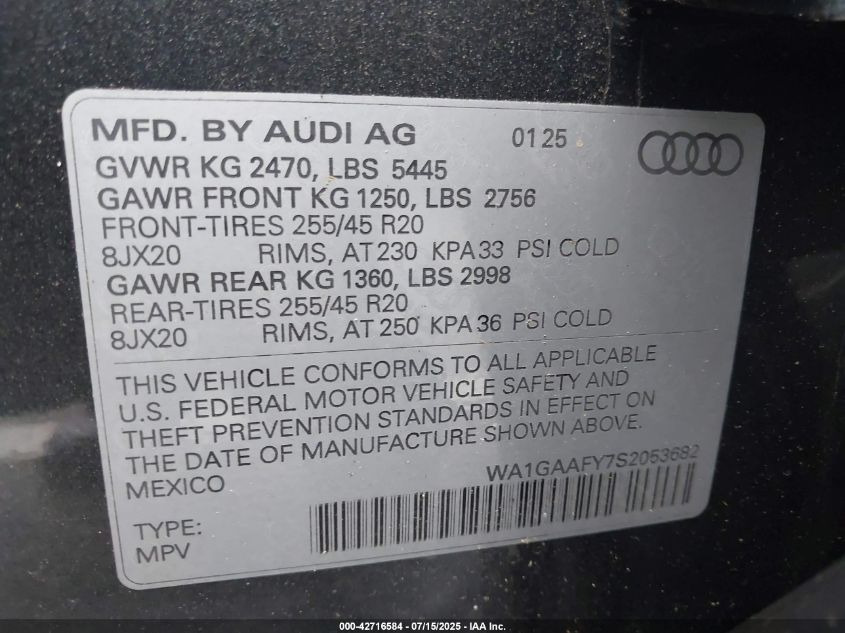 MFD. BY AUDI AG 0125
GVWR KG 2470, LBS 5445
GAWR FRONT KG 1250, LBS 2756
FRONT-TIRES 255/45 R20
8JX20 RIMS, AT 230 KPA 33 PSI COLD
GAWR REAR KG 1360, LBS 2998
REAR-TIRES 255/45 R20
8JX20 RIMS, AT 250 KPA 36 PSI COLD
THIS VEHICLE CONFORMS TO ALL APPLICABLE
U.S. FEDERAL MOTOR VEHICLE SAFETY AND
THEFT PREVENTION STANDARDS IN EFFECT ON
THE DATE OF MANUFACTURE SHOWN ABOVE.
MEXICO WA1GAAFY7S2053682
TYPE:
MPV
000-42716584 - 07/15/2025 - IAA Inc.